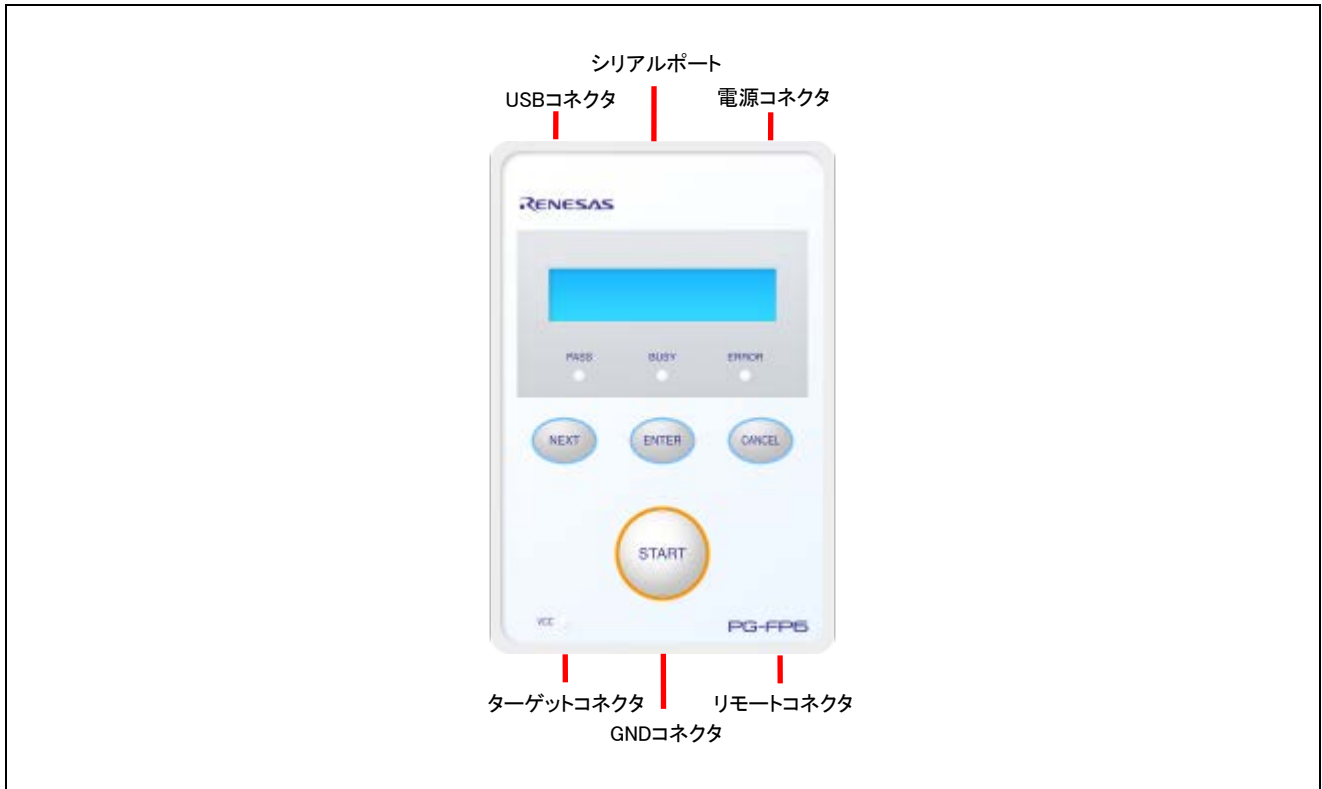 シリアルポート
USBコネクタ
電源コネクタ
RENESAS
PASS BUSY ERROR
NEXT ENTER CANCEL
START
VCC
PG-FP6
ターゲットコネクタ
リモートコネクタ
GNDコネクタ